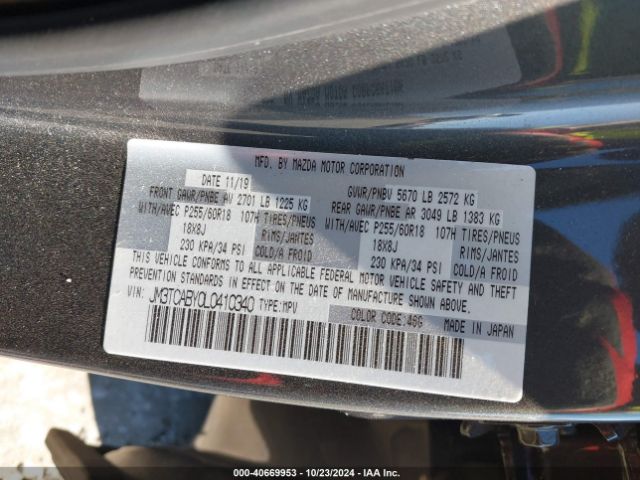 MFD. BY MAZDA MOTOR CORPORATION
DATE 11/19 GVWR/PNBV 5670 LB 2572 KG
FRONT GAWR/PNBE AV 2701 LB 1225 KG REAR GAWR/PNBE AR 3049 LB 1383 KG
WITH/AVEC P255/60R18 107H TIRES/PNEUS WITH/AVEC P255/60R18 107H TIRES/PNEUS
18X8J RIMS/JANTES 18X8J RIMS/JANTES
230 KPA/34 PSI COLD/A FROID 230 KPA/34 PSI COLD/A FROID
THIS VEHICLE CONFORMS TO ALL APPLICABLE FEDERAL MOTOR VEHICLE SAFETY AND THEFT
PREVENTION STANDARDS IN EFFECT ON THE DATE OF MANUFACTURE SHOWN ABOVE.
VIN: JM3TCABY0L0410340 TYPE:MPV COLOR CODE:46G MADE IN JAPAN
000-40669953 - 10/23/2024 - IAA Inc.